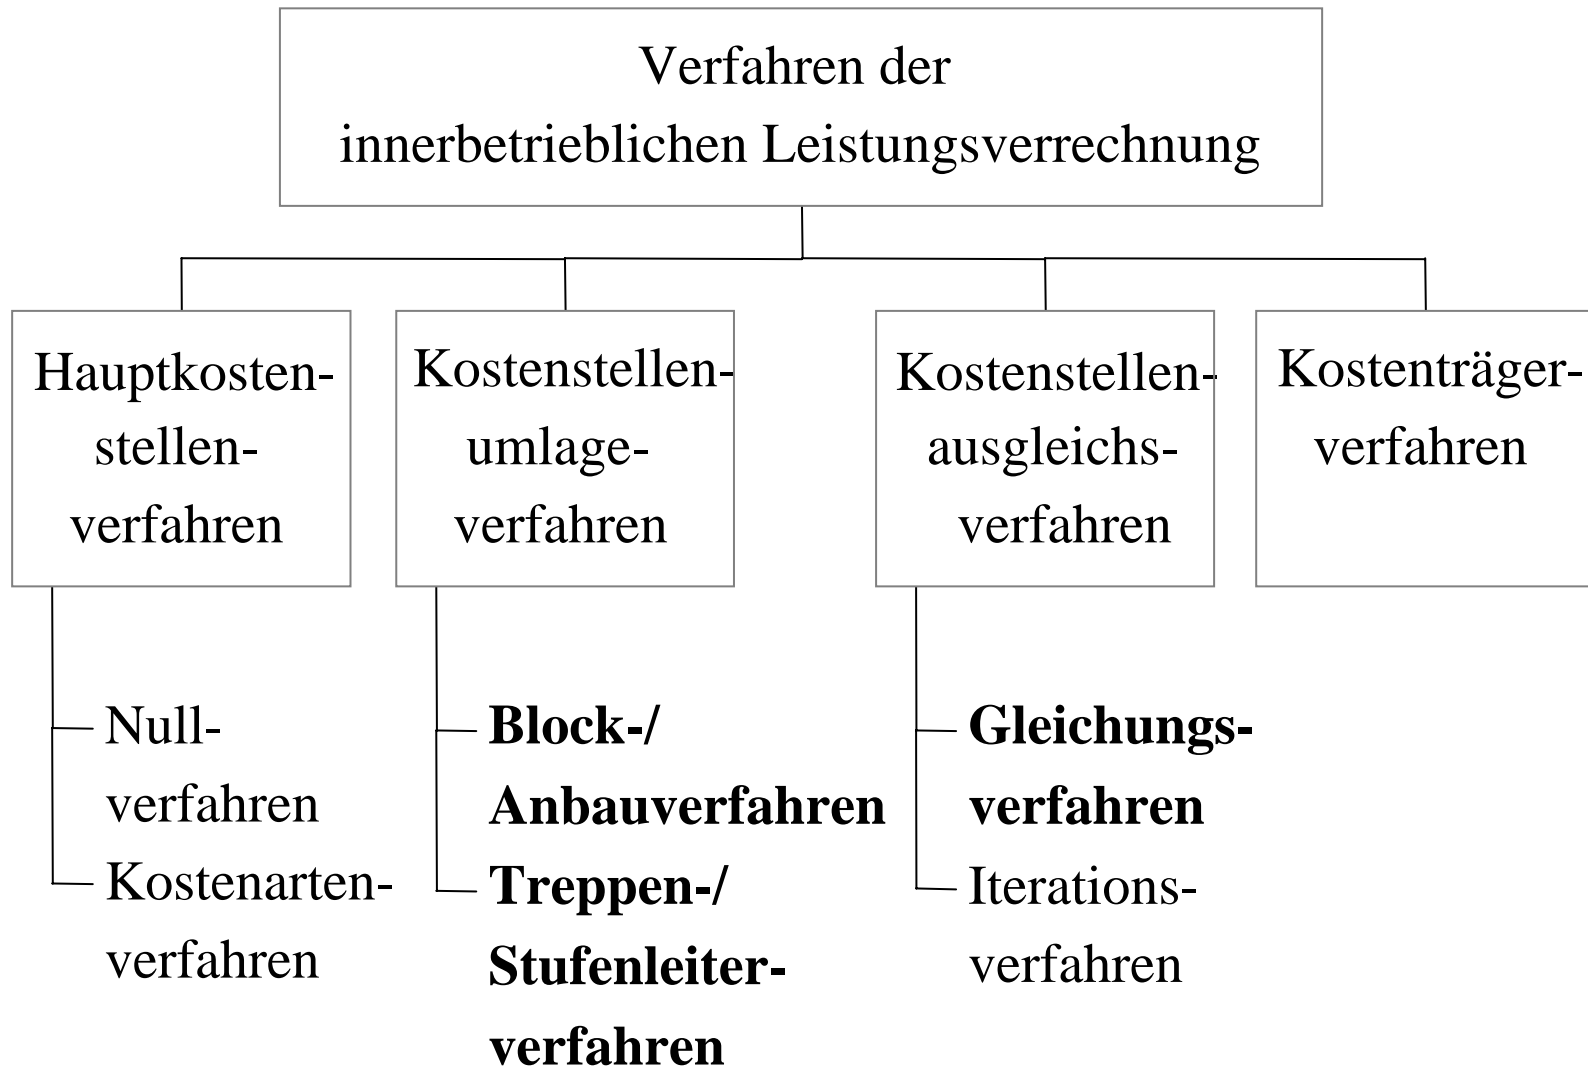 Verfahren der
innerbetrieblichen Leistungsverrechnung
Hauptkosten-
stellen-
verfahren
Kostenstellen-
umlage-
verfahren
Kostenstellen-
ausgleichs-
verfahren
Kostenträger-
verfahren
Null-
verfahren
Kostenarten-
verfahren
Block-/
Anbauverfahren
Treppen-/
Stufenleiter-
verfahren
Gleichungs-
verfahren
Iterations-
verfahren